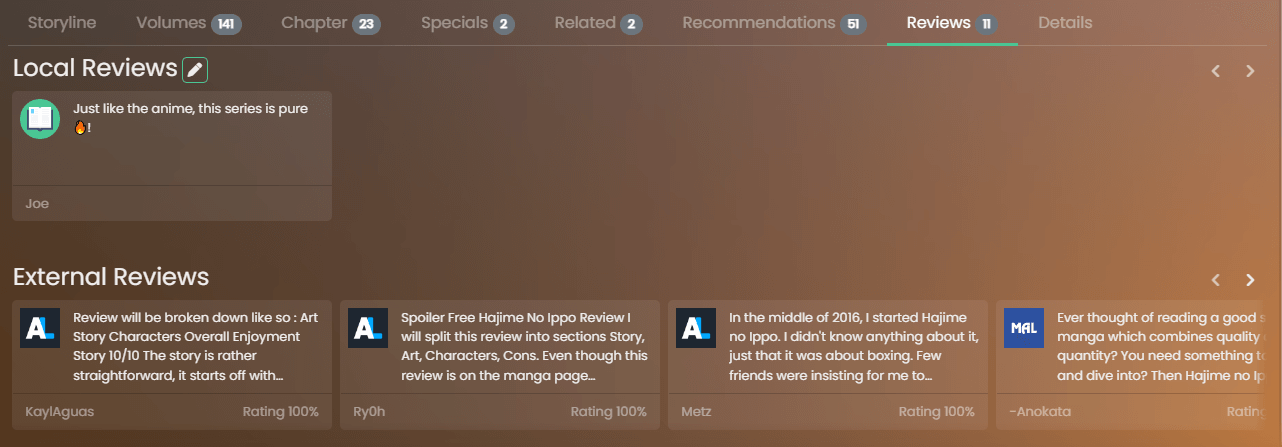 Storyline Volumes 141 Chapter 23 Specials 2 Related 2 Recommendations 51 Reviews 11 Details
Local Reviews
Just like the anime, this series is pure
🔥!
Joe
External Reviews
AL
Review will be broken down like so : Art
Story Characters Overall Enjoyment
Story 10/10 The story is rather
straightforward, it starts off with...
KaylAguas Rating 100%
AL
Spoiler Free Hajime No Ippo Review I
will split this review into sections Story,
Art, Characters, Cons. Even though this
review is on the manga page...
Ry0h Rating 100%
AL
In the middle of 2016, I started Hajime
no Ippo. I didn't know anything about it,
just that it was about boxing. Few
friends were insisting for me to...
Metz Rating 100%
MAL
Ever thought of reading a good
manga which combines quality
quantity? You need something
and dive into? Then Hajime no
-Anokata